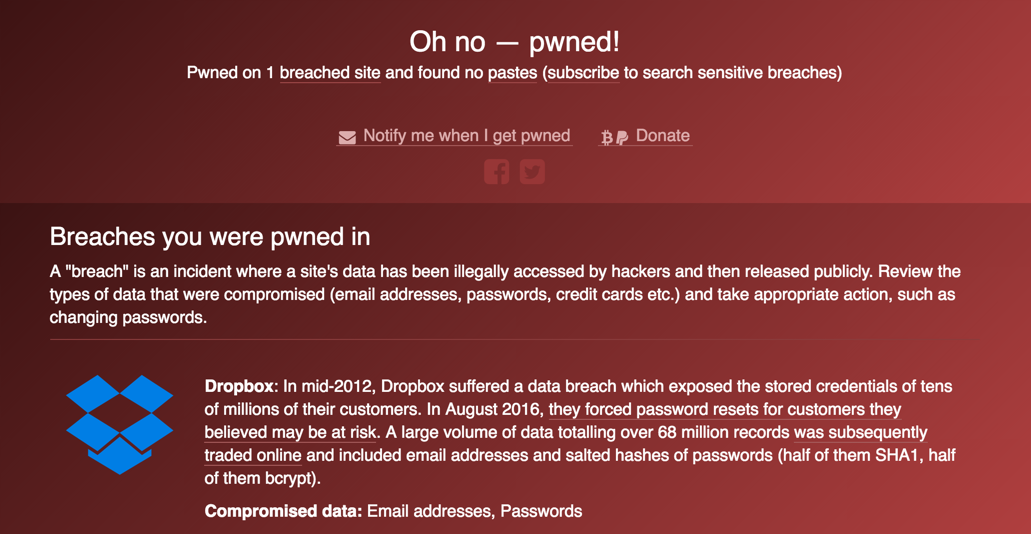 Oh no — pwned!
Pwned on 1 breached site and found no pastes (subscribe to search sensitive breaches)
Notify me when I get pwned Donate
Breaches you were pwned in
A "breach" is an incident where a site's data has been illegally accessed by hackers and then released publicly. Review the
types of data that were compromised (email addresses, passwords, credit cards etc.) and take appropriate action, such as
changing passwords.
Dropbox: In mid-2012, Dropbox suffered a data breach which exposed the stored credentials of tens
of millions of their customers. In August 2016, they forced password resets for customers they
believed may be at risk. A large volume of data totalling over 68 million records was subsequently
traded online and included email addresses and salted hashes of passwords (half of them SHA1, half
of them bcrypt).
Compromised data: Email addresses, Passwords